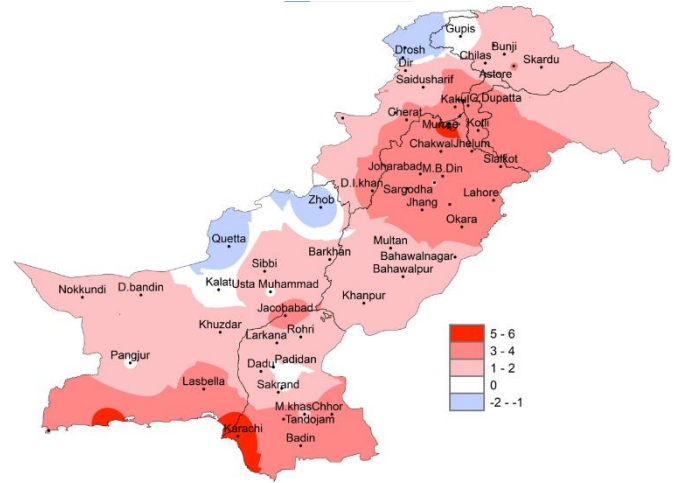 Gupis
Drosh
Bunji
Dir
Chilas
Skardu
Astore
Saidusharif
Kakul
G.Dupatta
Cherat
Murree
Kotli
Chakwal
Jhelum
Sialkot
Joharabad
M.B.Din
D.I.khan
Sargodha
Lahore
Zhob
Jhang
Okara
Quetta
Multan
Barkhan
Bahawalnagar
Sibbi
Bahawalpur
Kalat
Usta Muhammad
Nokkundi
D.bandin
Khanpur
Jacobabad
Khuzdar
Rohri
Larkana
Pangjur
Dadu
Padidan
Lasbella
Sakrand
M.khas
Chhor
Tandojam
Karachi
Badin
5 - 6
3 - 4
1 - 2
0
-2 - -1